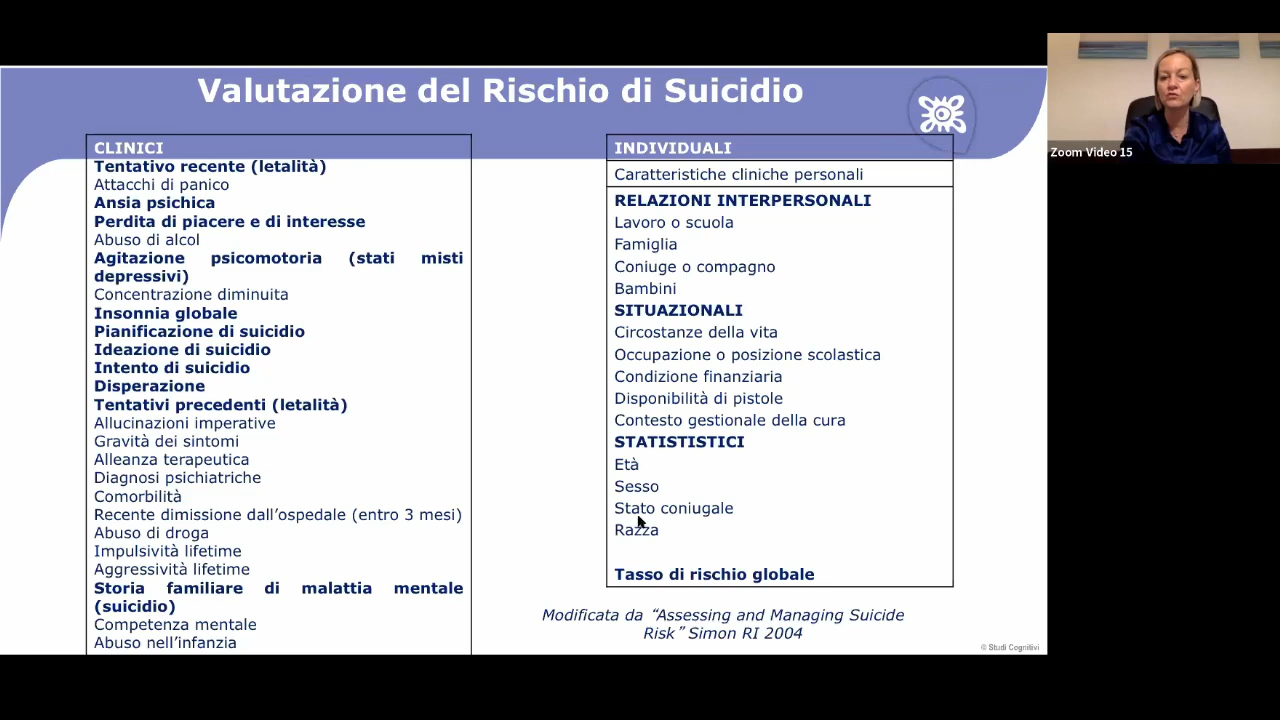 Valutazione del Rischio di Suicidio
CLINICI
Tentativo recente (letalità)
Attacchi di panico
Ansia psichica
Perdita di piacere e di interesse
Abuso di alcol
Agitazione psicomotoria (stati misti
depressivi)
Concentrazione diminuita
Insonnia globale
Pianificazione di suicidio
Ideazione di suicidio
Intento di suicidio
Disperazione
Tentativi precedenti (letalità)
Allucinazioni imperative
Gravità dei sintomi
Alleanza terapeutica
Diagnosi psichiatriche
Comorbilità
Recente dimissione dall’ospedale (entro 3 mesi)
Abuso di droga
Impulsività lifetime
Aggressività lifetime
Storia familiare di malattia mentale
(suicidio)
Competenza mentale
Abuso nell’infanzia
INDIVIDUALI
Caratteristiche cliniche personali
RELAZIONI INTERPERSONALI
Lavoro o scuola
Famiglia
Coniuge o compagno
Bambini
SITUAZIONALI
Circostanze della vita
Occupazione o posizione scolastica
Condizione finanziaria
Disponibilità di pistole
Contesto gestionale della cura
STATISTISTICI
Età
Sesso
Stato coniugale
Razza
Tasso di rischio globale
Modificata da “Assessing and Managing Suicide
Risk” Simon RI 2004
© Studi Cognitivi
Zoom Video 15